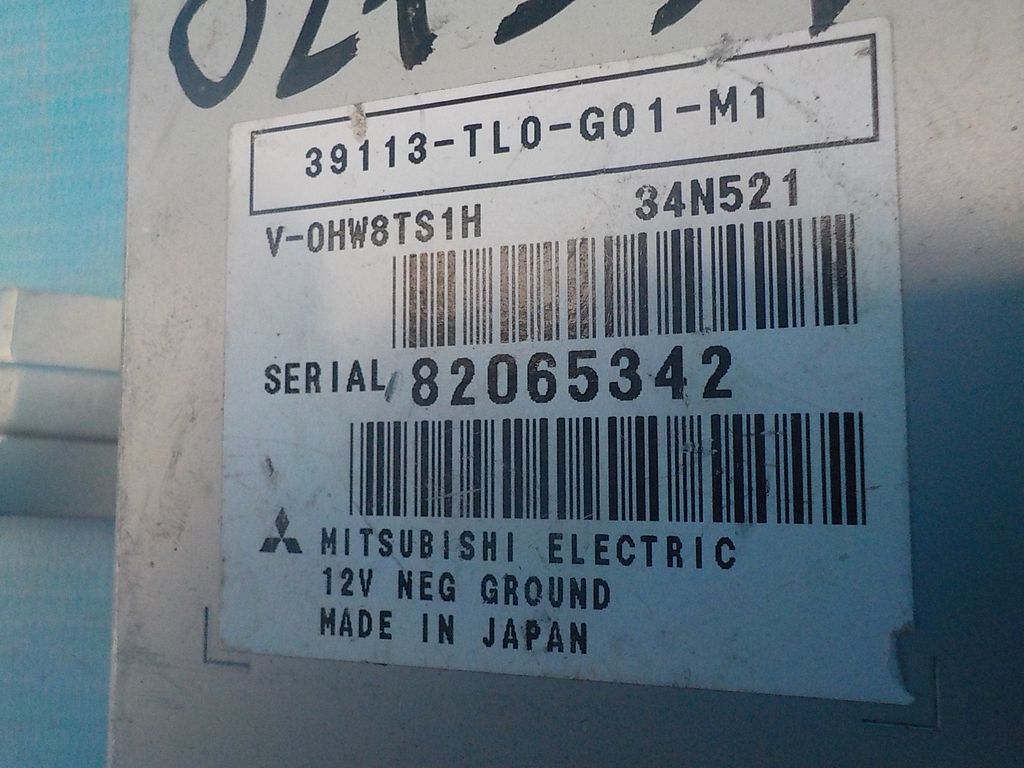 39113-TL0-G01-M1
V-0HW8TS1H 34N521
SERIAL 82065342
MITSUBISHI ELECTRIC
12V NEG GROUND
MADE IN JAPAN